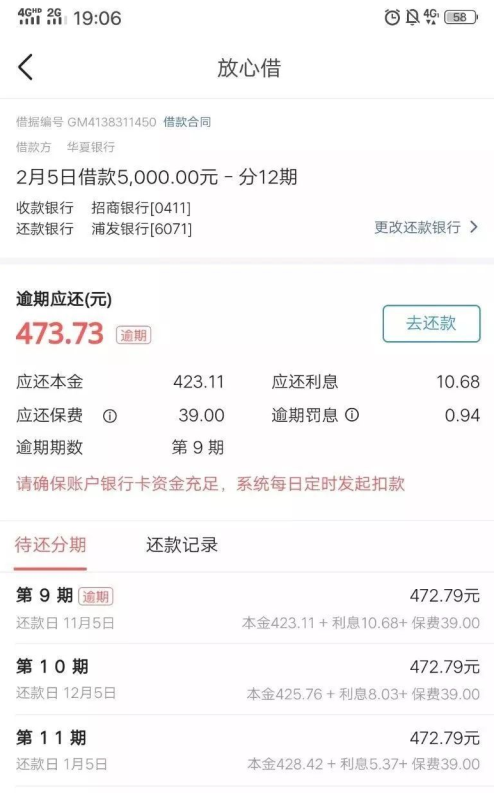 4GHD 2G 19:06 4G 58
放心借
借据编号 GM4138311450 借款合同
借款方 华夏银行
2月5日借款5,000.00元 - 分12期
收款银行 招商银行[0411]
还款银行 浦发银行[6071] 更改还款银行
逾期应还(元)
473.73 逾期 去还款
应还本金 423.11 应还利息 10.68
应还保费 39.00 逾期罚息 0.94
逾期期数 第 9 期
请确保账户银行卡资金充足，系统每日定时发起扣款
待还分期 还款记录
第 9 期 逾期 472.79元
还款日 11月5日 本金423.11 + 利息10.68+ 保费39.00
第 1 0 期 472.79元
还款日 12月5日 本金425.76 + 利息8.03+ 保费39.00
第 1 1 期 472.79元
还款日 1月5日 本金428.42 + 利息5.37+ 保费39.00